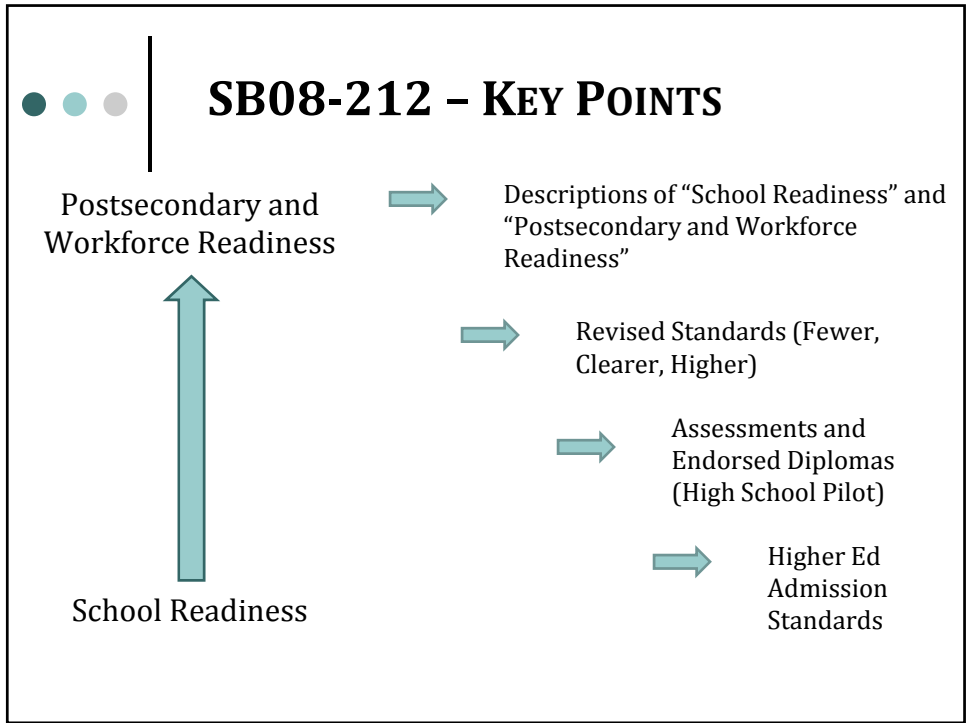 SB08-212 – KEY POINTS
Postsecondary and
Workforce Readiness
School Readiness
Descriptions of “School Readiness” and
“Postsecondary and Workforce
Readiness”
Revised Standards (Fewer,
Clearer, Higher)
Assessments and
Endorsed Diplomas
(High School Pilot)
Higher Ed
Admission
Standards